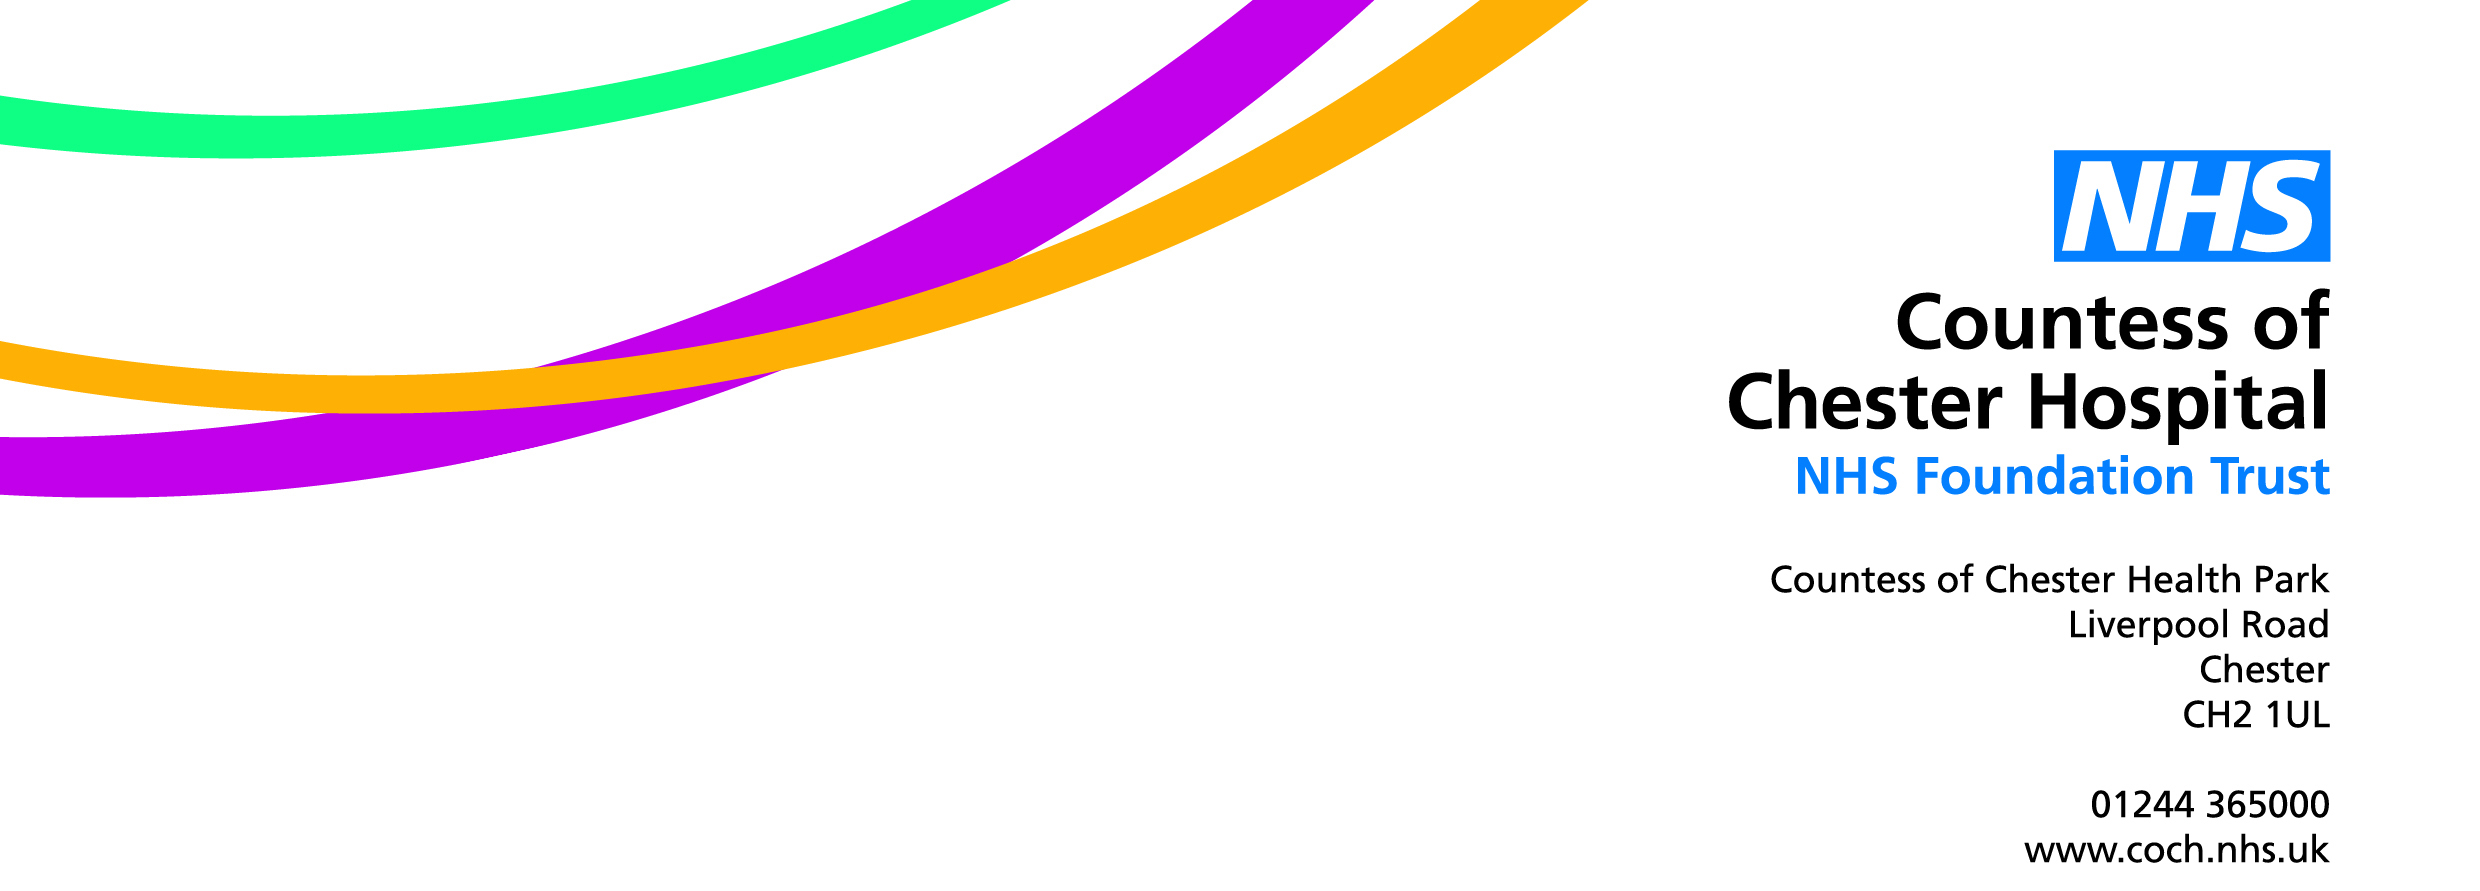 NHS
Countess of
Chester Hospital
NHS Foundation Trust
Countess of Chester Health Park
Liverpool Road
Chester
CH2 1UL
01244 365000
www.coch.nhs.uk